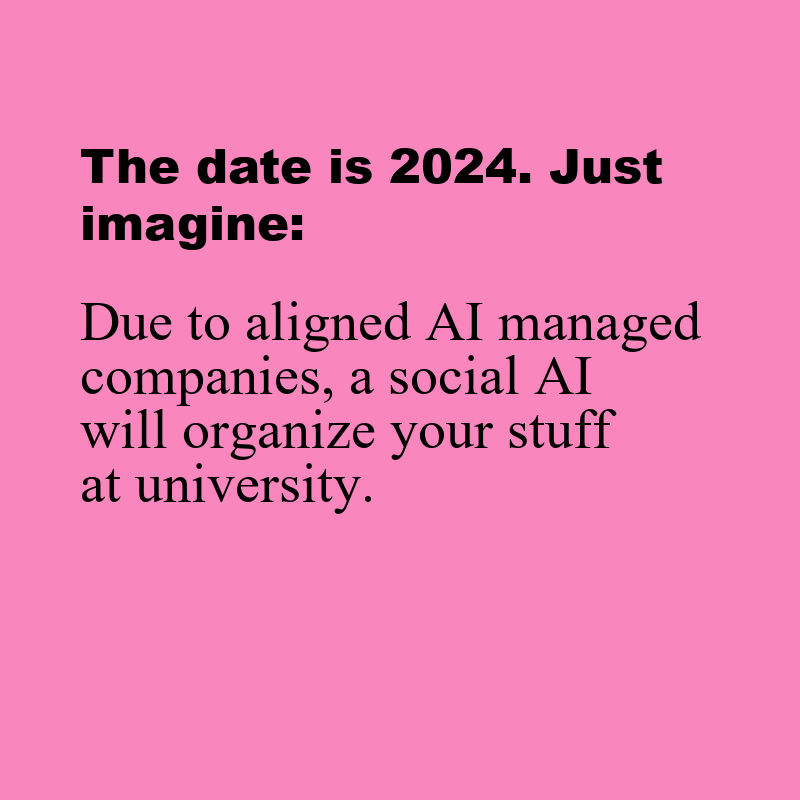 The date is 2024. Just
imagine:
Due to aligned AI managed
companies, a social AI
will organize your stuff
at university.